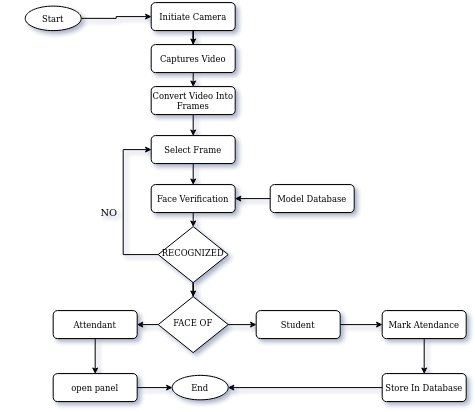 Start
Initiate Camera
Captures Video
Convert Video Into
Frames
Select Frame
Face Verification
Model Database
NO
RECOGNIZED
Attendant
FACE OF
Student
Mark Atendance
open panel
End
Store In Database